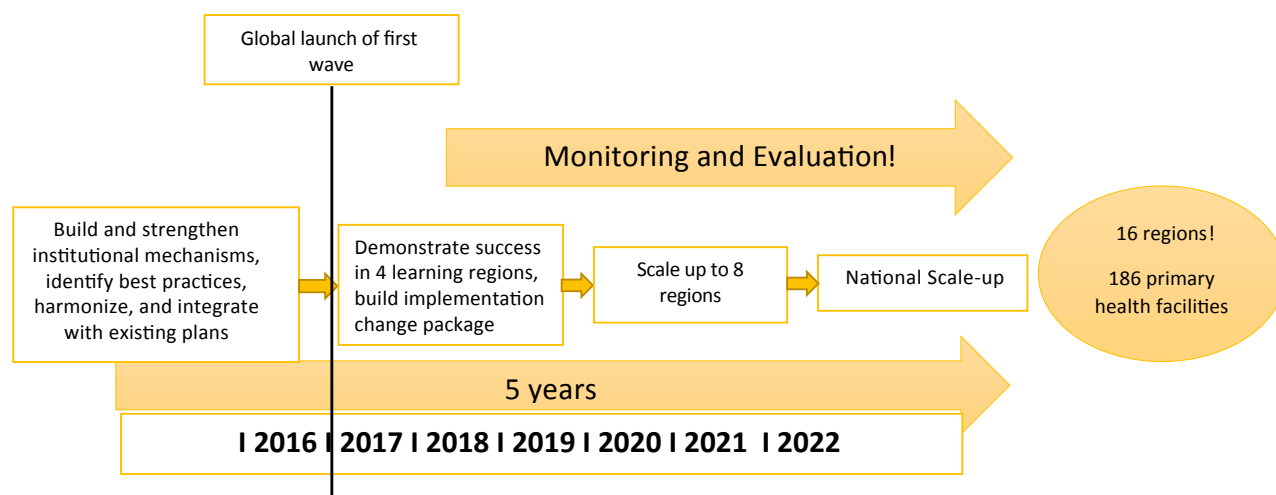 Global launch of first
wave
Monitoring and Evaluation!
Build and strengthen
institutional mechanisms,
identify best practices,
harmonize, and integrate
with existing plans
Demonstrate success
in 4 learning regions,
build implementation
change package
Scale up to 8
regions
National Scale-up
16 regions!
186 primary
health facilities
5 years
I 2016 I 2017 I 2018 I 2019 I 2020 I 2021 I 2022